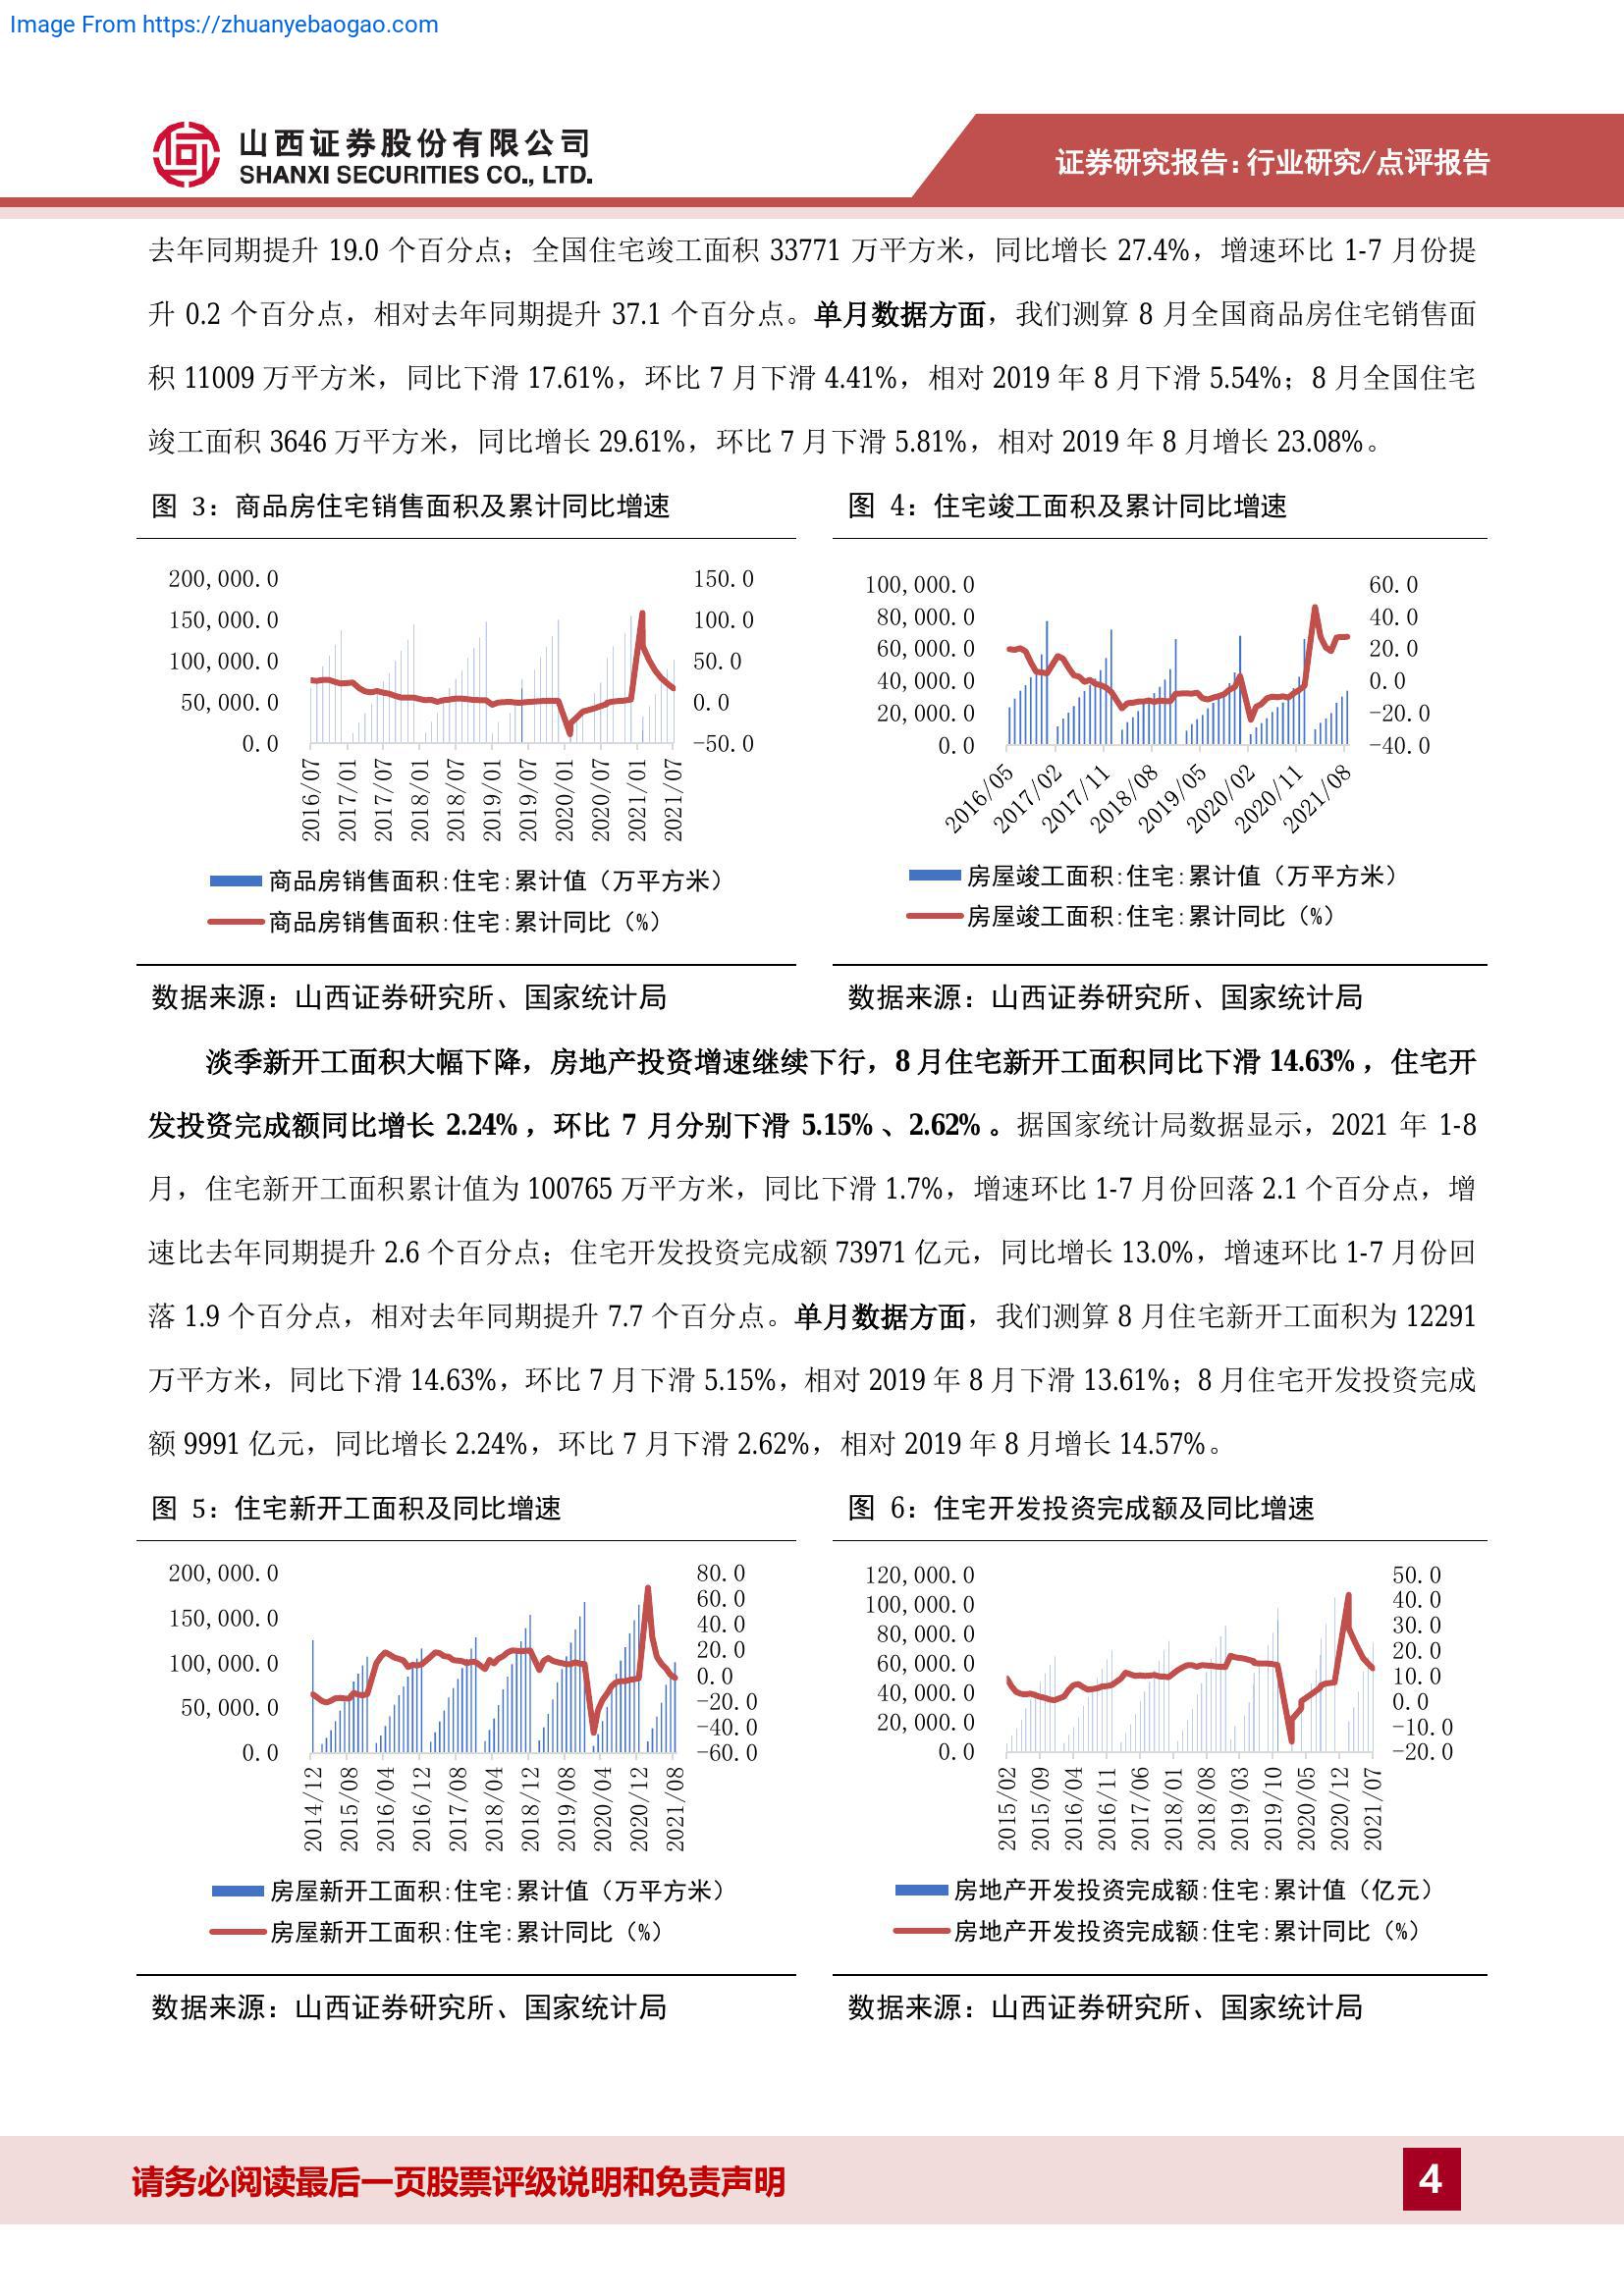 Image From https://zhuanyebaogao.com
山西证券股份有限公司
SHANXI SECURITIES CO., LTD.
证券研究报告:行业研究/点评报告
去年同期提升 19.0 个百分点；全国住宅竣工面积 33771 万平方米，同比增长 27.4%，增速环比 1-7 月份提
升 0.2 个百分点，相对去年同期提升 37.1 个百分点。单月数据方面，我们测算 8 月全国商品房住宅销售面
积 11009 万平方米，同比下滑 17.61%，环比 7 月下滑 4.41%，相对 2019 年 8 月下滑 5.54%；8 月全国住宅
竣工面积 3646 万平方米，同比增长 29.61%，环比 7 月下滑 5.81%，相对 2019 年 8 月增长 23.08%。
图 3：商品房住宅销售面积及累计同比增速
200,000.0
150,000.0
100,000.0
50,000.0
0.0
150.0
100.0
50.0
0.0
-50.0
2016/07
2017/01
2017/07
2018/01
2018/07
2019/01
2019/07
2020/01
2020/07
2021/01
2021/07
商品房销售面积:住宅:累计值（万平方米）
商品房销售面积:住宅:累计同比（%）
数据来源：山西证券研究所、国家统计局
图 4：住宅竣工面积及累计同比增速
100,000.0
80,000.0
60,000.0
40,000.0
20,000.0
0.0
60.0
40.0
20.0
0.0
-20.0
-40.0
2016/05
2017/02
2017/11
2018/08
2019/05
2020/02
2020/11
2021/08
房屋竣工面积:住宅:累计值（万平方米）
房屋竣工面积:住宅:累计同比（%）
数据来源：山西证券研究所、国家统计局
淡季新开工面积大幅下降，房地产投资增速继续下行，8 月住宅新开工面积同比下滑 14.63%，住宅开
发投资完成额同比增长 2.24%，环比 7 月分别下滑 5.15%、2.62%。据国家统计局数据显示，2021 年 1-8
月，住宅新开工面积累计值为 100765 万平方米，同比下滑 1.7%，增速环比 1-7 月份回落 2.1 个百分点，增
速比去年同期提升 2.6 个百分点；住宅开发投资完成额 73971 亿元，同比增长 13.0%，增速环比 1-7 月份回
落 1.9 个百分点，相对去年同期提升 7.7 个百分点。单月数据方面，我们测算 8 月住宅新开工面积为 12291
万平方米，同比下滑 14.63%，环比 7 月下滑 5.15%，相对 2019 年 8 月下滑 13.61%；8 月住宅开发投资完成
额 9991 亿元，同比增长 2.24%，环比 7 月下滑 2.62%，相对 2019 年 8 月增长 14.57%。
图 5：住宅新开工面积及同比增速
200,000.0
150,000.0
100,000.0
50,000.0
0.0
80.0
60.0
40.0
20.0
0.0
-20.0
-40.0
-60.0
2014/12
2015/08
2016/04
2016/12
2017/08
2018/04
2018/12
2019/08
2020/04
2020/12
2021/08
房屋新开工面积:住宅:累计值（万平方米）
房屋新开工面积:住宅:累计同比（%）
数据来源：山西证券研究所、国家统计局
图 6：住宅开发投资完成额及同比增速
120,000.0
100,000.0
80,000.0
60,000.0
40,000.0
20,000.0
0.0
50.0
40.0
30.0
20.0
10.0
0.0
-10.0
-20.0
2015/02
2015/09
2016/04
2016/11
2017/06
2018/01
2018/08
2019/03
2019/10
2020/05
2020/12
2021/07
房地产开发投资完成额:住宅:累计值（亿元）
房地产开发投资完成额:住宅:累计同比（%）
数据来源：山西证券研究所、国家统计局
请务必阅读最后一页股票评级说明和免责声明
4